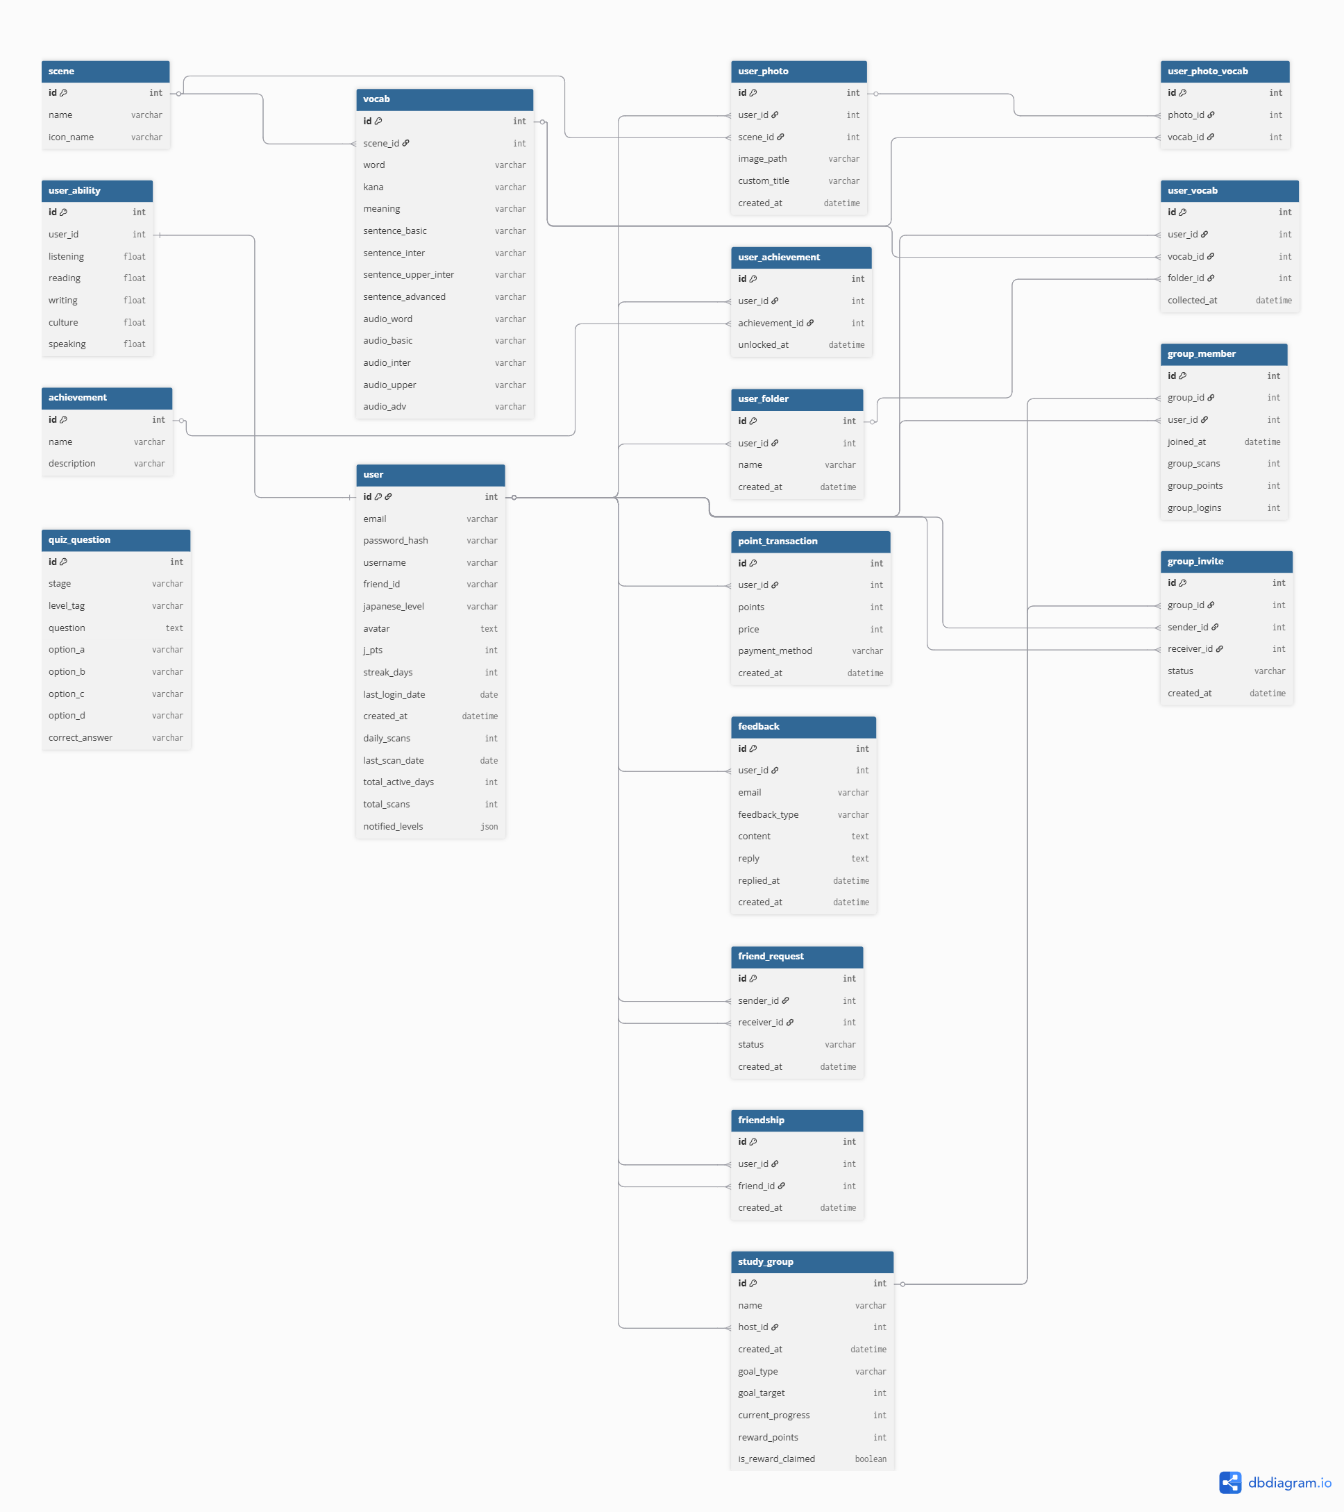 scene
id int
name varchar
icon_name varchar
user_ability
id int
user_id int
listening float
reading float
writing float
culture float
speaking float
achievement
id int
name varchar
description varchar
quiz_question
id int
stage varchar
level_tag varchar
question text
option_a varchar
option_b varchar
option_c varchar
option_d varchar
correct_answer varchar
vocab
id int
scene_id int
word varchar
kana varchar
meaning varchar
sentence_basic varchar
sentence_inter varchar
sentence_upper_inter varchar
sentence_advanced varchar
audio_word varchar
audio_basic varchar
audio_inter varchar
audio_upper varchar
audio_adv varchar
user
id int
email varchar
password_hash varchar
username varchar
friend_id varchar
japanese_level varchar
avatar text
j_pts int
streak_days int
last_login_date date
created_at datetime
daily_scans int
last_scan_date date
total_active_days int
total_scans int
notified_levels json
user_photo
id int
user_id int
scene_id int
image_path varchar
custom_title varchar
created_at datetime
user_achievement
id int
user_id int
achievement_id int
unlocked_at datetime
user_folder
id int
user_id int
name varchar
created_at datetime
point_transaction
id int
user_id int
points int
price int
payment_method varchar
created_at datetime
feedback
id int
user_id int
email varchar
feedback_type varchar
content text
reply text
replied_at datetime
created_at datetime
friend_request
id int
sender_id int
receiver_id int
status varchar
created_at datetime
friendship
id int
user_id int
friend_id int
created_at datetime
study_group
id int
name varchar
host_id int
created_at datetime
goal_type varchar
goal_target int
current_progress int
reward_points int
is_reward_claimed boolean
user_photo_vocab
id int
photo_id int
vocab_id int
user_vocab
id int
user_id int
vocab_id int
folder_id int
collected_at datetime
group_member
id int
group_id int
user_id int
joined_at datetime
group_scans int
group_points int
group_logins int
group_invite
id int
group_id int
sender_id int
receiver_id int
status varchar
created_at datetime
dbdiagram.io